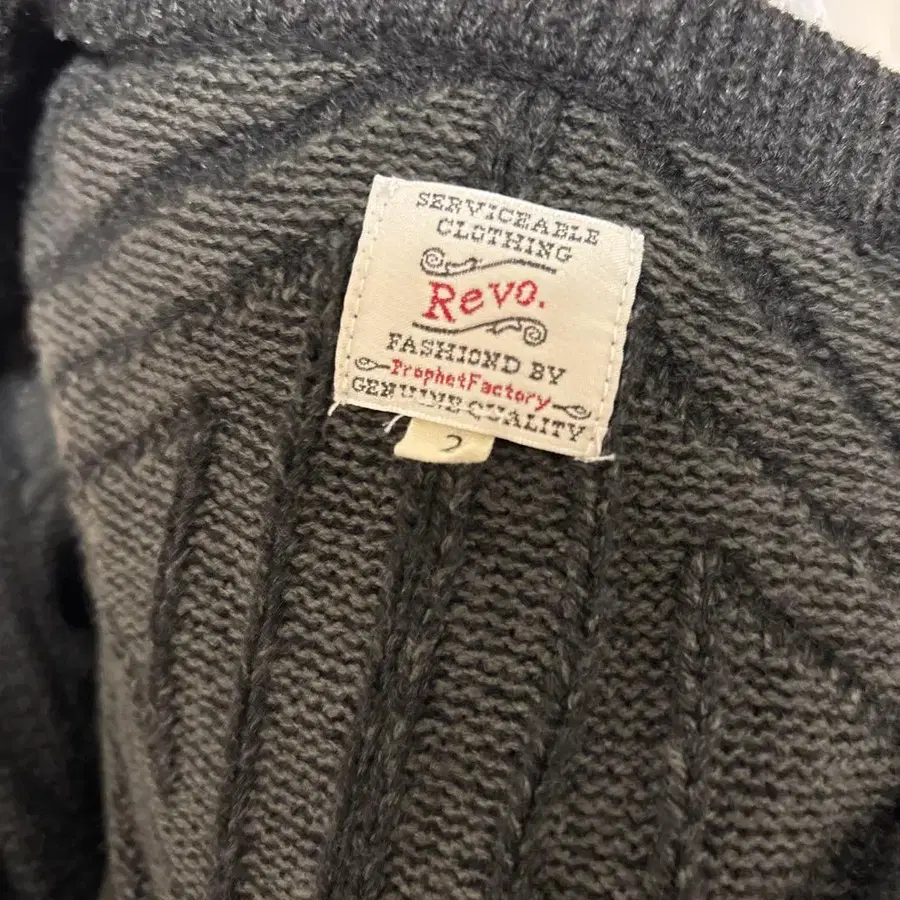 SERVICEABLE
CLOTHING
Revo.
FASHIOND BY
ProphetFactory
GENUINE QUALITY
2